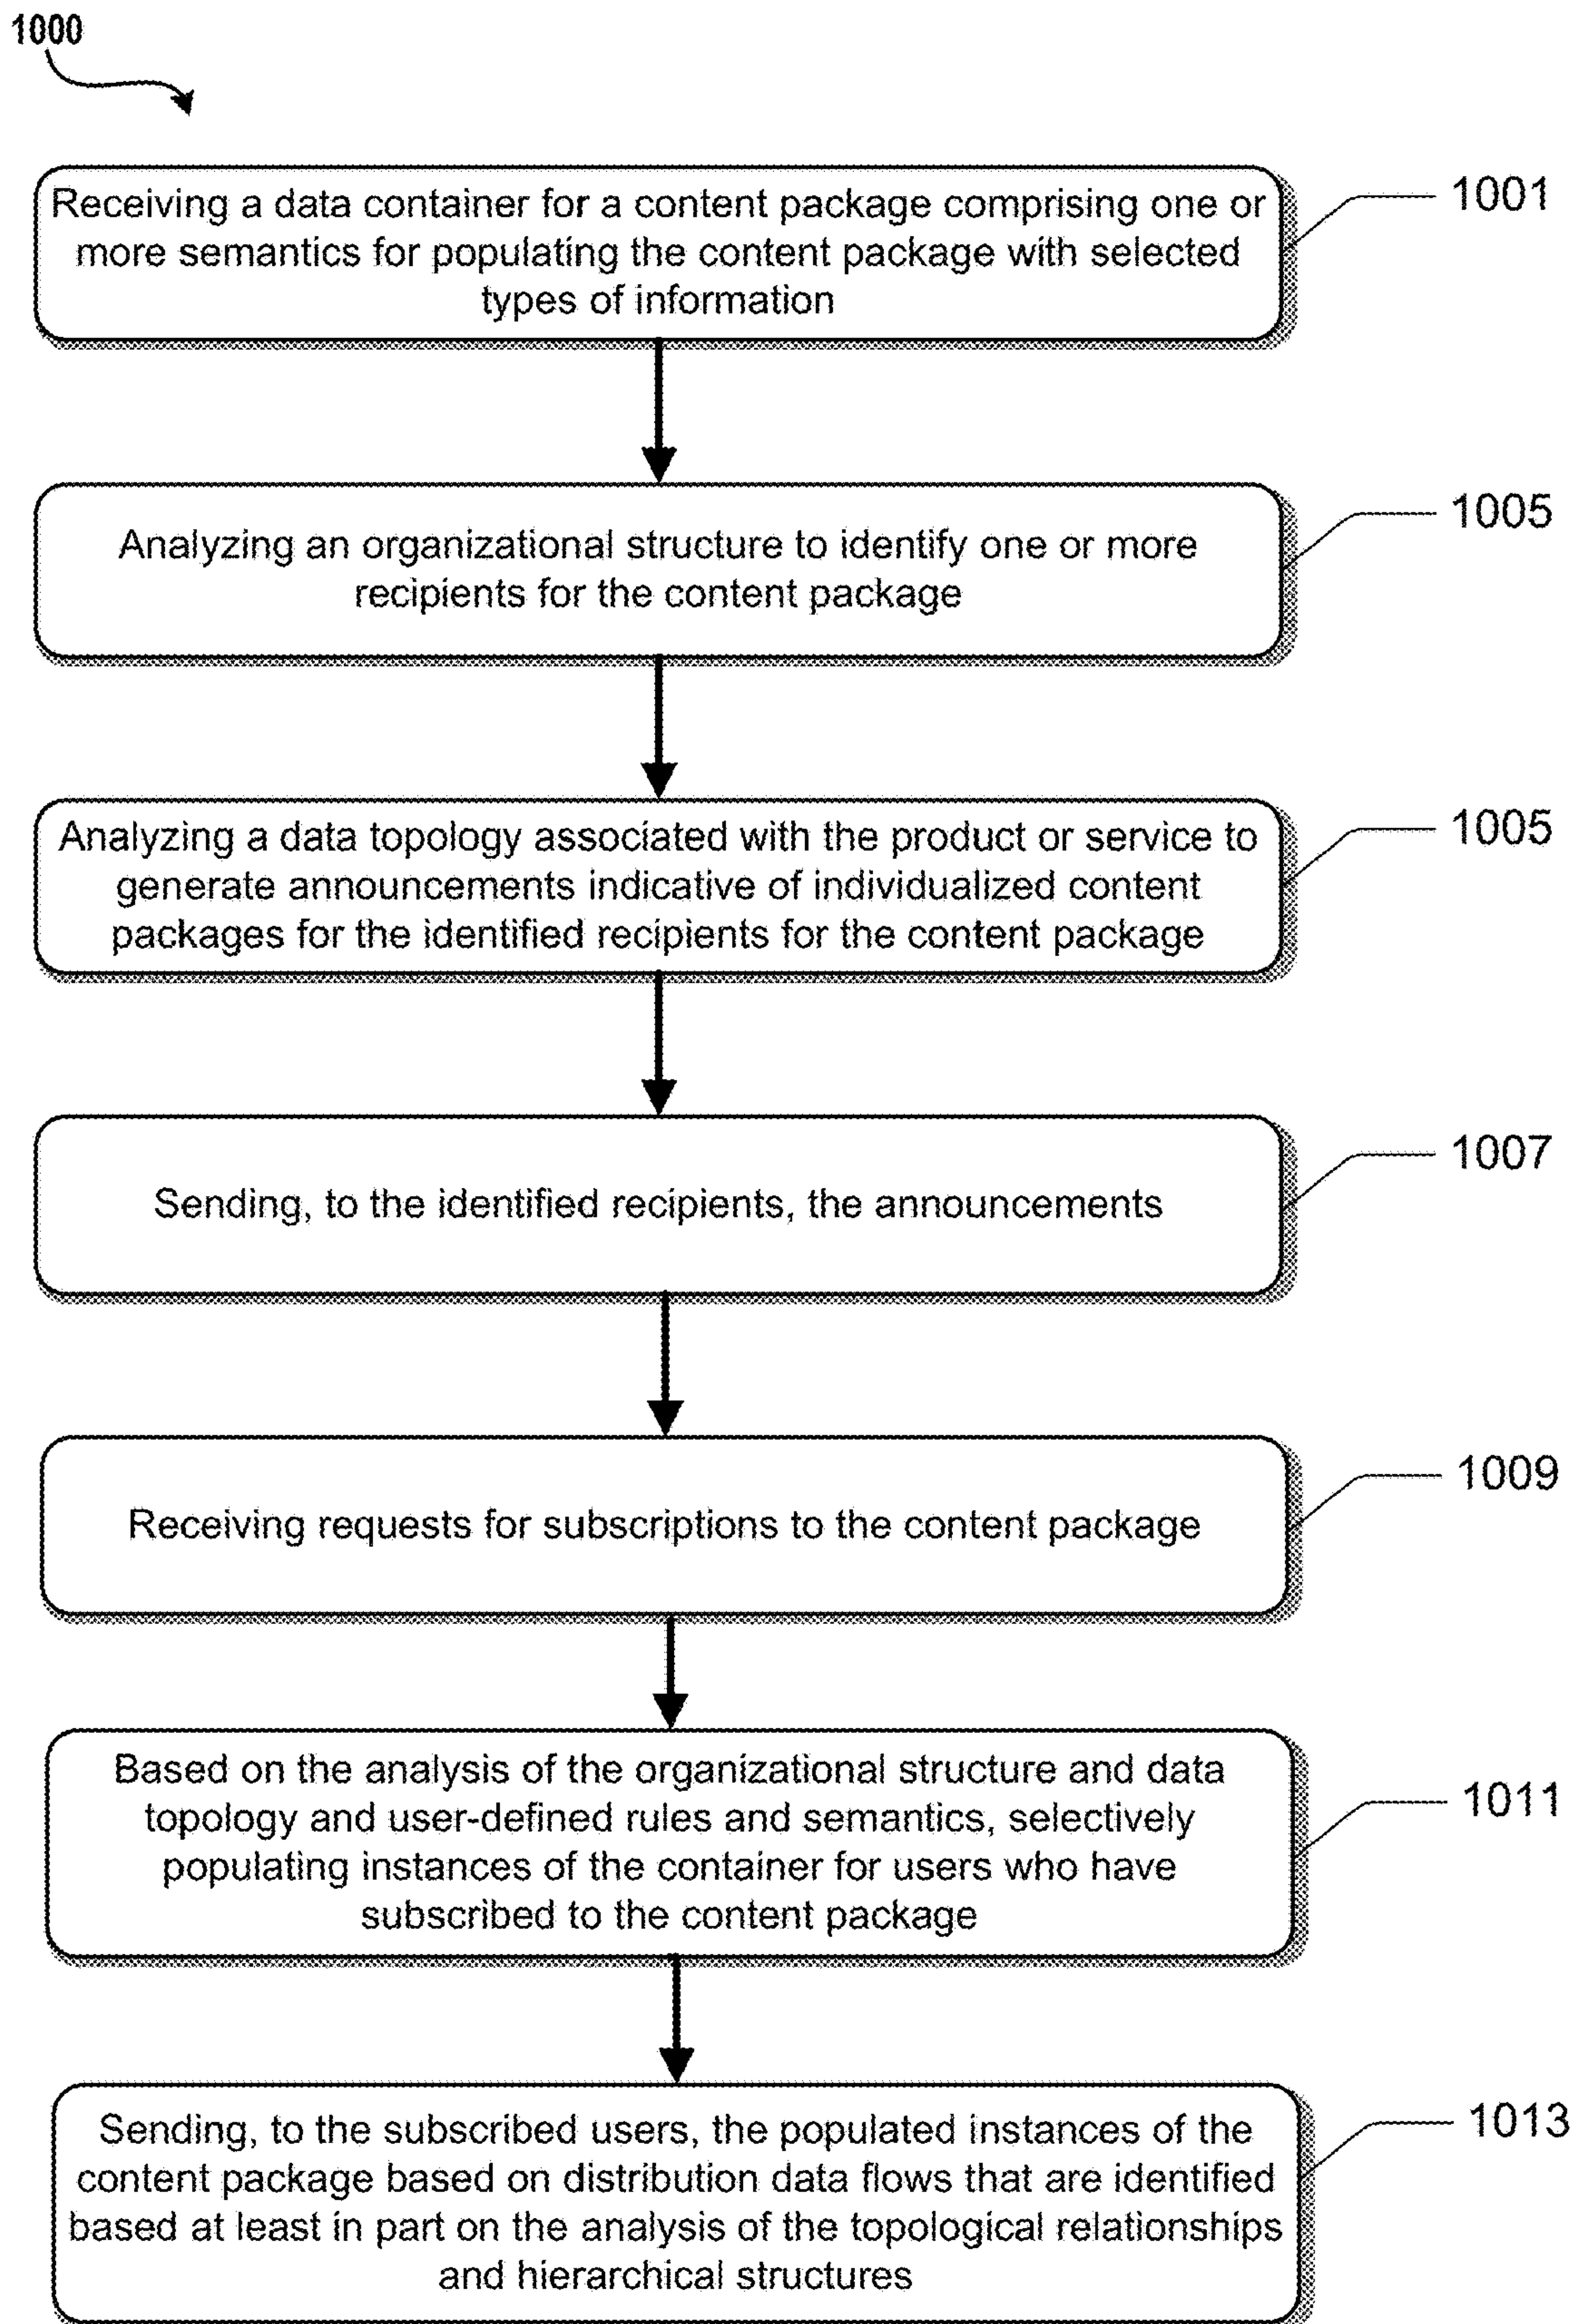 1000
Receiving a data container for a content package comprising one or
more semantics for populating the content package with selected
types of information
1001
Analyzing an organizational structure to identify one or more
recipients for the content package
1005
Analyzing a data topology associated with the product or service to
generate announcements indicative of individualized content
packages for the identified recipients for the content package
1005
Sending, to the identified recipients, the announcements
1007
Receiving requests for subscriptions to the content package
1009
Based on the analysis of the organizational structure and data
topology and user-defined rules and semantics, selectively
populating instances of the container for users who have
subscribed to the content package
1011
Sending, to the subscribed users, the populated instances of the
content package based on distribution data flows that are identified
based at least in part on the analysis of the topological relationships
and hierarchical structures
1013